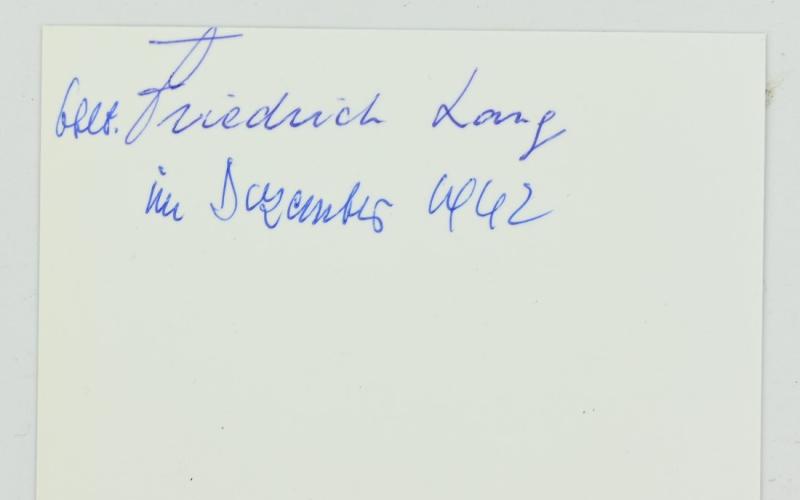 Oblt. Friedrich Lang
im Dezember 1942